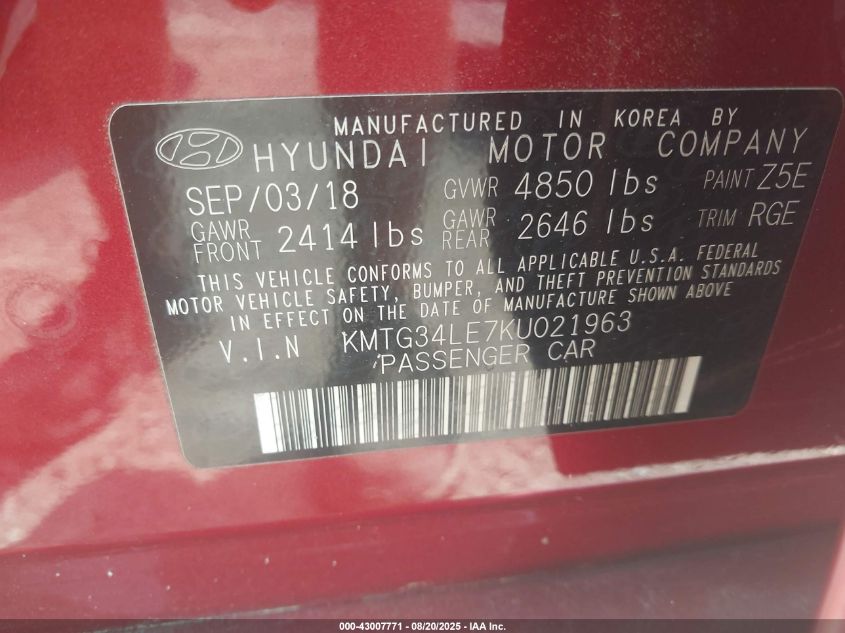 MANUFACTURED IN KOREA BY
HYUNDAI MOTOR COMPANY
SEP/03/18 GVWR 4850 lbs PAINT Z5E
GAWR FRONT 2414 lbs GAWR REAR 2646 lbs TRIM RGE
THIS VEHICLE CONFORMS TO ALL APPLICABLE U.S.A. FEDERAL
MOTOR VEHICLE SAFETY, BUMPER, AND THEFT PREVENTION STANDARDS
IN EFFECT ON THE DATE OF MANUFACTURE SHOWN ABOVE
V.I.N KMTG34LE7KU021963
PASSENGER CAR
000-43007771 - 08/20/2025 - IAA Inc.